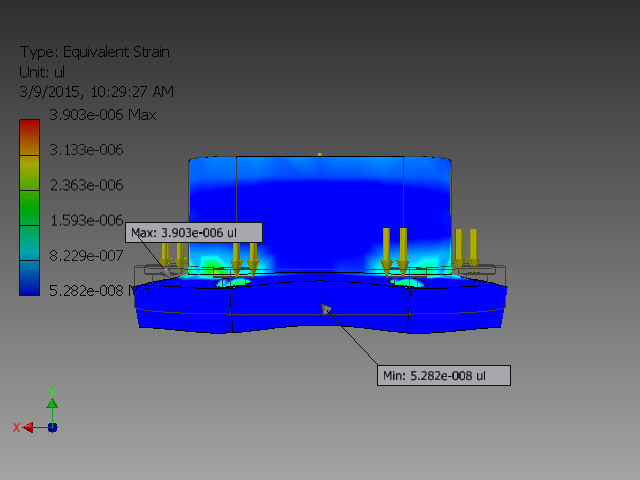 Type: Equivalent Strain
Unit: ul
3/9/2015, 10:29:27 AM
3.903e-006 Max
3.133e-006
2.363e-006
1.593e-006
Max: 3.903e-006 ul
8.229e-007
5.282e-008
Min: 5.282e-008 ul
Y
X